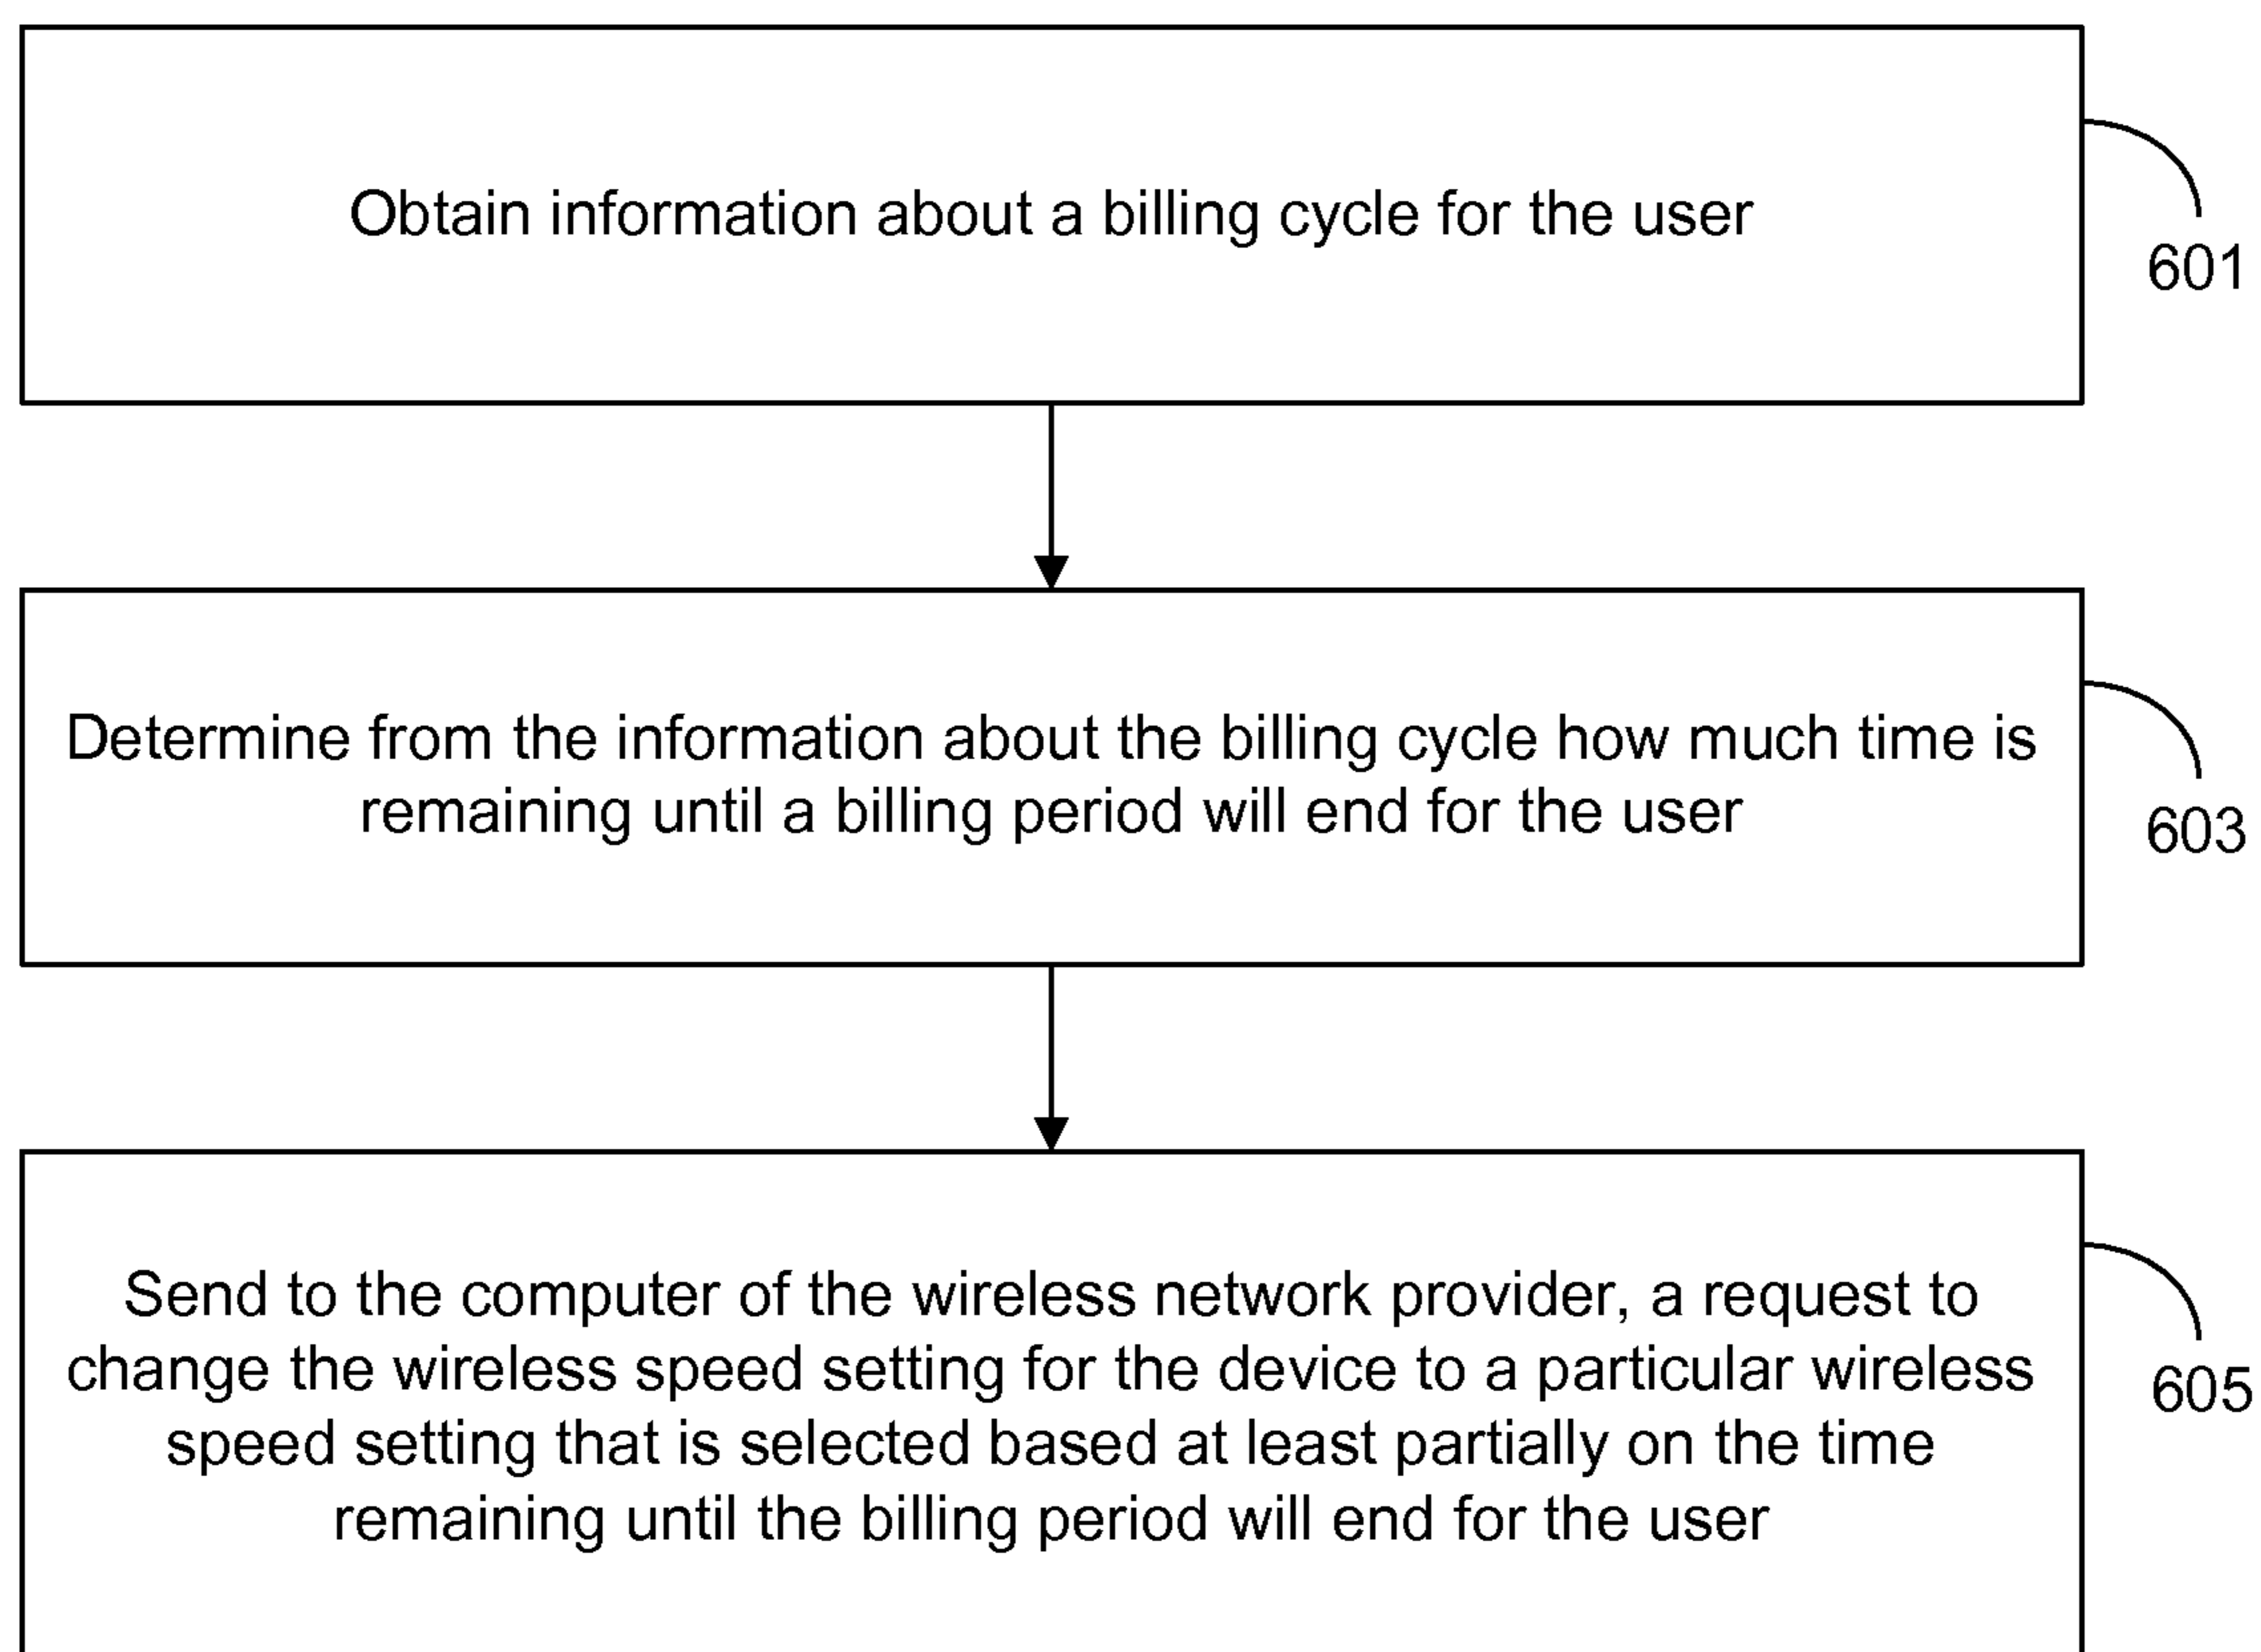 Obtain information about a billing cycle for the user
601
Determine from the information about the billing cycle how much time is
remaining until a billing period will end for the user
603
Send to the computer of the wireless network provider, a request to
change the wireless speed setting for the device to a particular wireless
speed setting that is selected based at least partially on the time
remaining until the billing period will end for the user
605